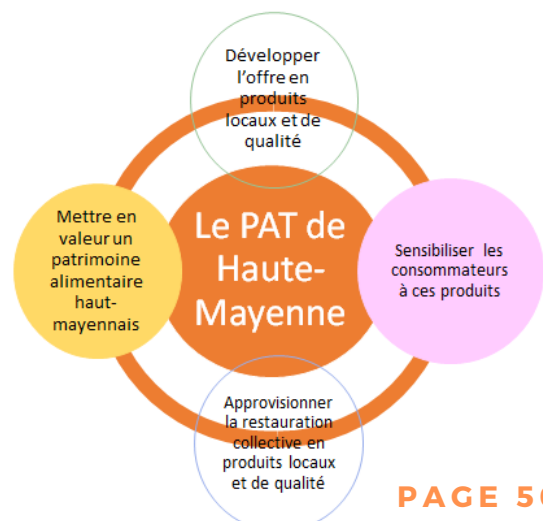 Développer
l'offre en
produits
locaux et de
qualité
Mettre en
valeur un
patrimoine
alimentaire
haut-
mayennais
Le PAT de
Haute-
Mayenne
Sensibiliser les
consommateurs
à ces produits
Approvisionner
la restauration
collective en
produits locaux
et de qualité
PAGE